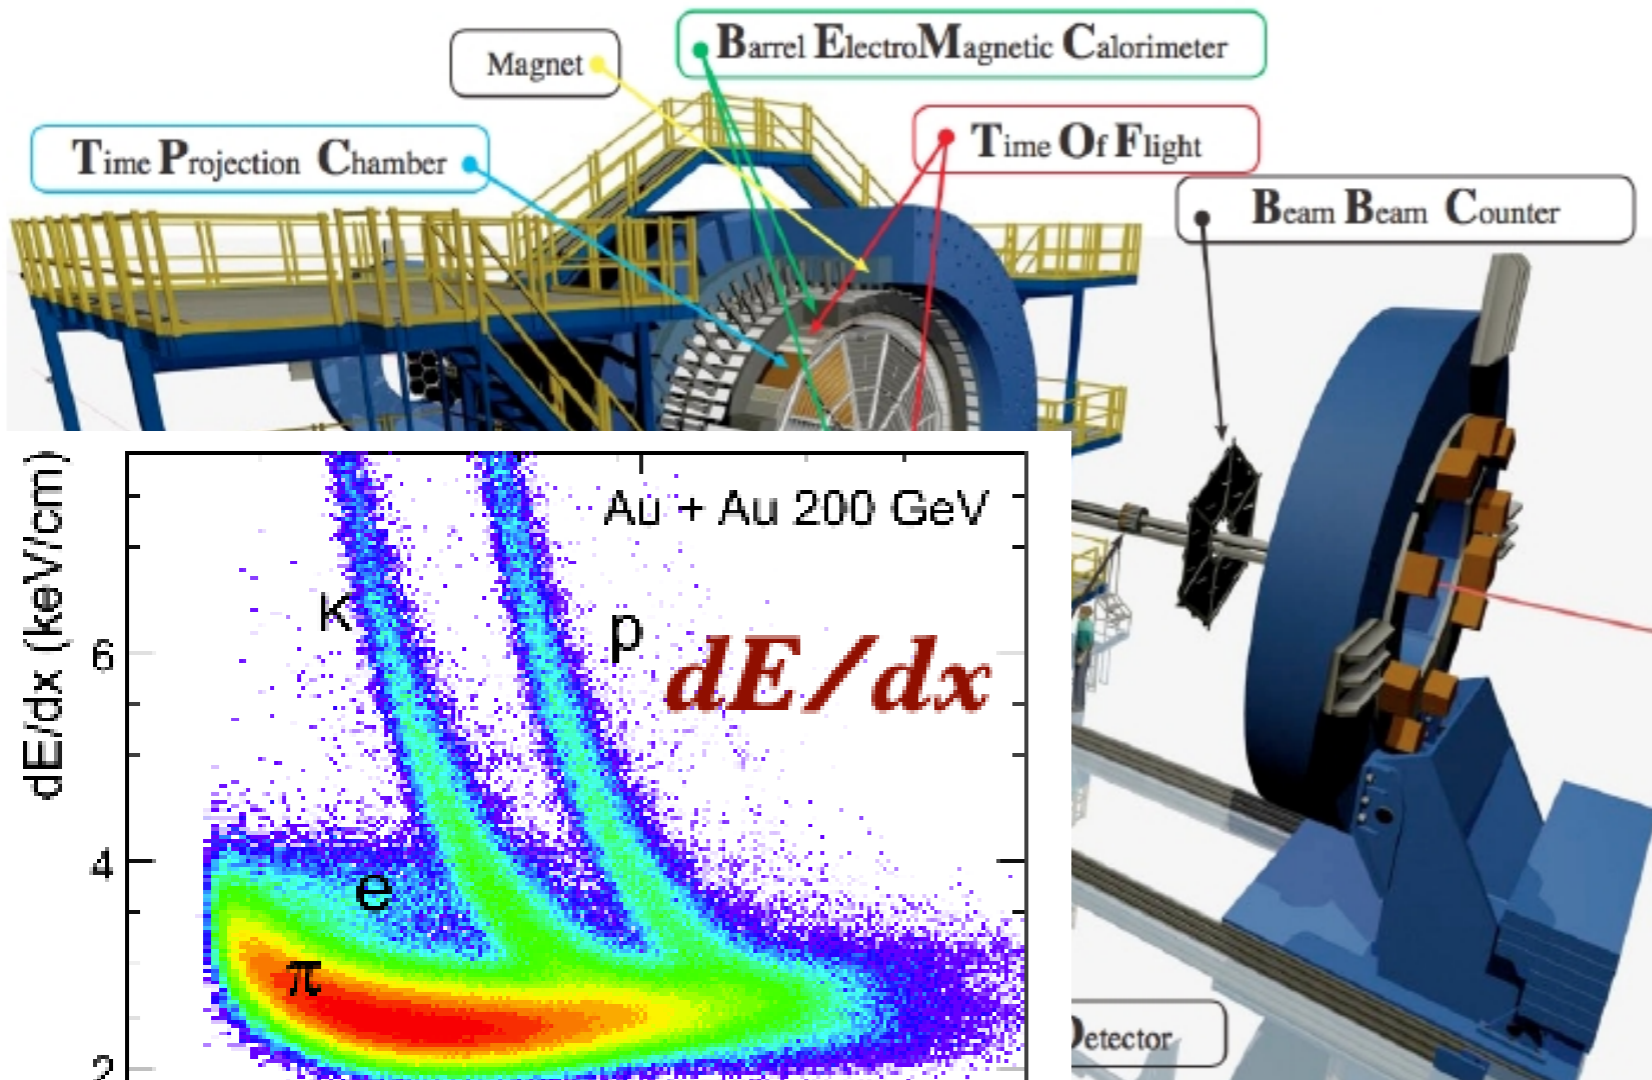 Barrel ElectroMagnetic Calorimeter
Magnet
Time Of Flight
Time Projection Chamber
Beam Beam Counter
dE/dx (keV/cm)
Au + Au 200 GeV
K
p
dE/dx
6
4
e
π
2
Detector